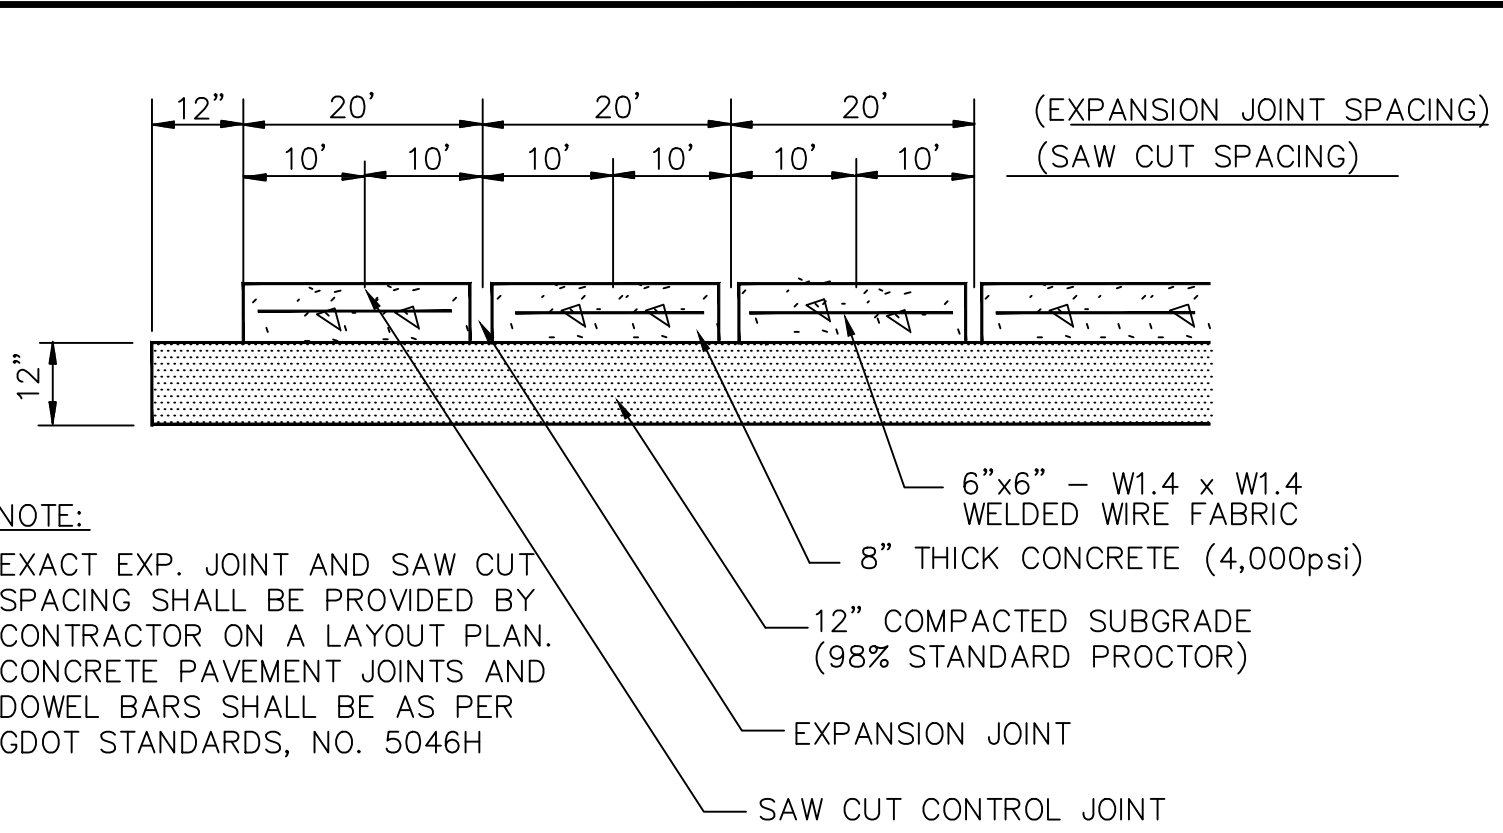 12” 20’ 20’ 20’ (EXPANSION JOINT SPACING)
10’ 10’ 10’ 10’ 10’ 10’ (SAW CUT SPACING)
12”
6”x6” – W1.4 x W1.4
WELDED WIRE FABRIC
8” THICK CONCRETE (4,000psi)
12” COMPACTED SUBGRADE
(98% STANDARD PROCTOR)
EXPANSION JOINT
SAW CUT CONTROL JOINT
NOTE:
EXACT EXP. JOINT AND SAW CUT
SPACING SHALL BE PROVIDED BY
CONTRACTOR ON A LAYOUT PLAN.
CONCRETE PAVEMENT JOINTS AND
DOWEL BARS SHALL BE AS PER
GDOT STANDARDS, NO. 5046H